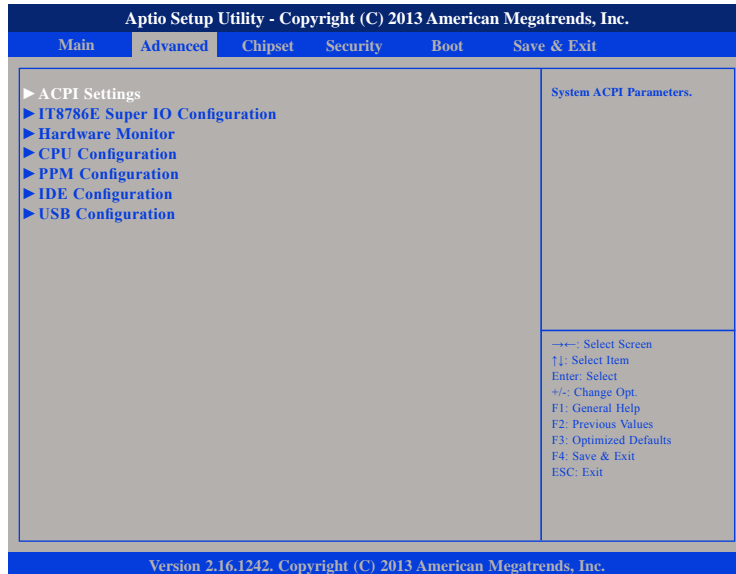 Aptio Setup Utility - Copyright (C) 2013 American Megatrends, Inc.
Main Advanced Chipset Security Boot Save & Exit
►ACPI Settings
►IT8786E Super IO Configuration
►Hardware Monitor
►CPU Configuration
►PPM Configuration
►IDE Configuration
►USB Configuration
System ACPI Parameters.
→←: Select Screen
↑↓: Select Item
Enter: Select
+/-: Change Opt.
F1: General Help
F2: Previous Values
F3: Optimized Defaults
F4: Save & Exit
ESC: Exit
Version 2.16.1242. Copyright (C) 2013 American Megatrends, Inc.